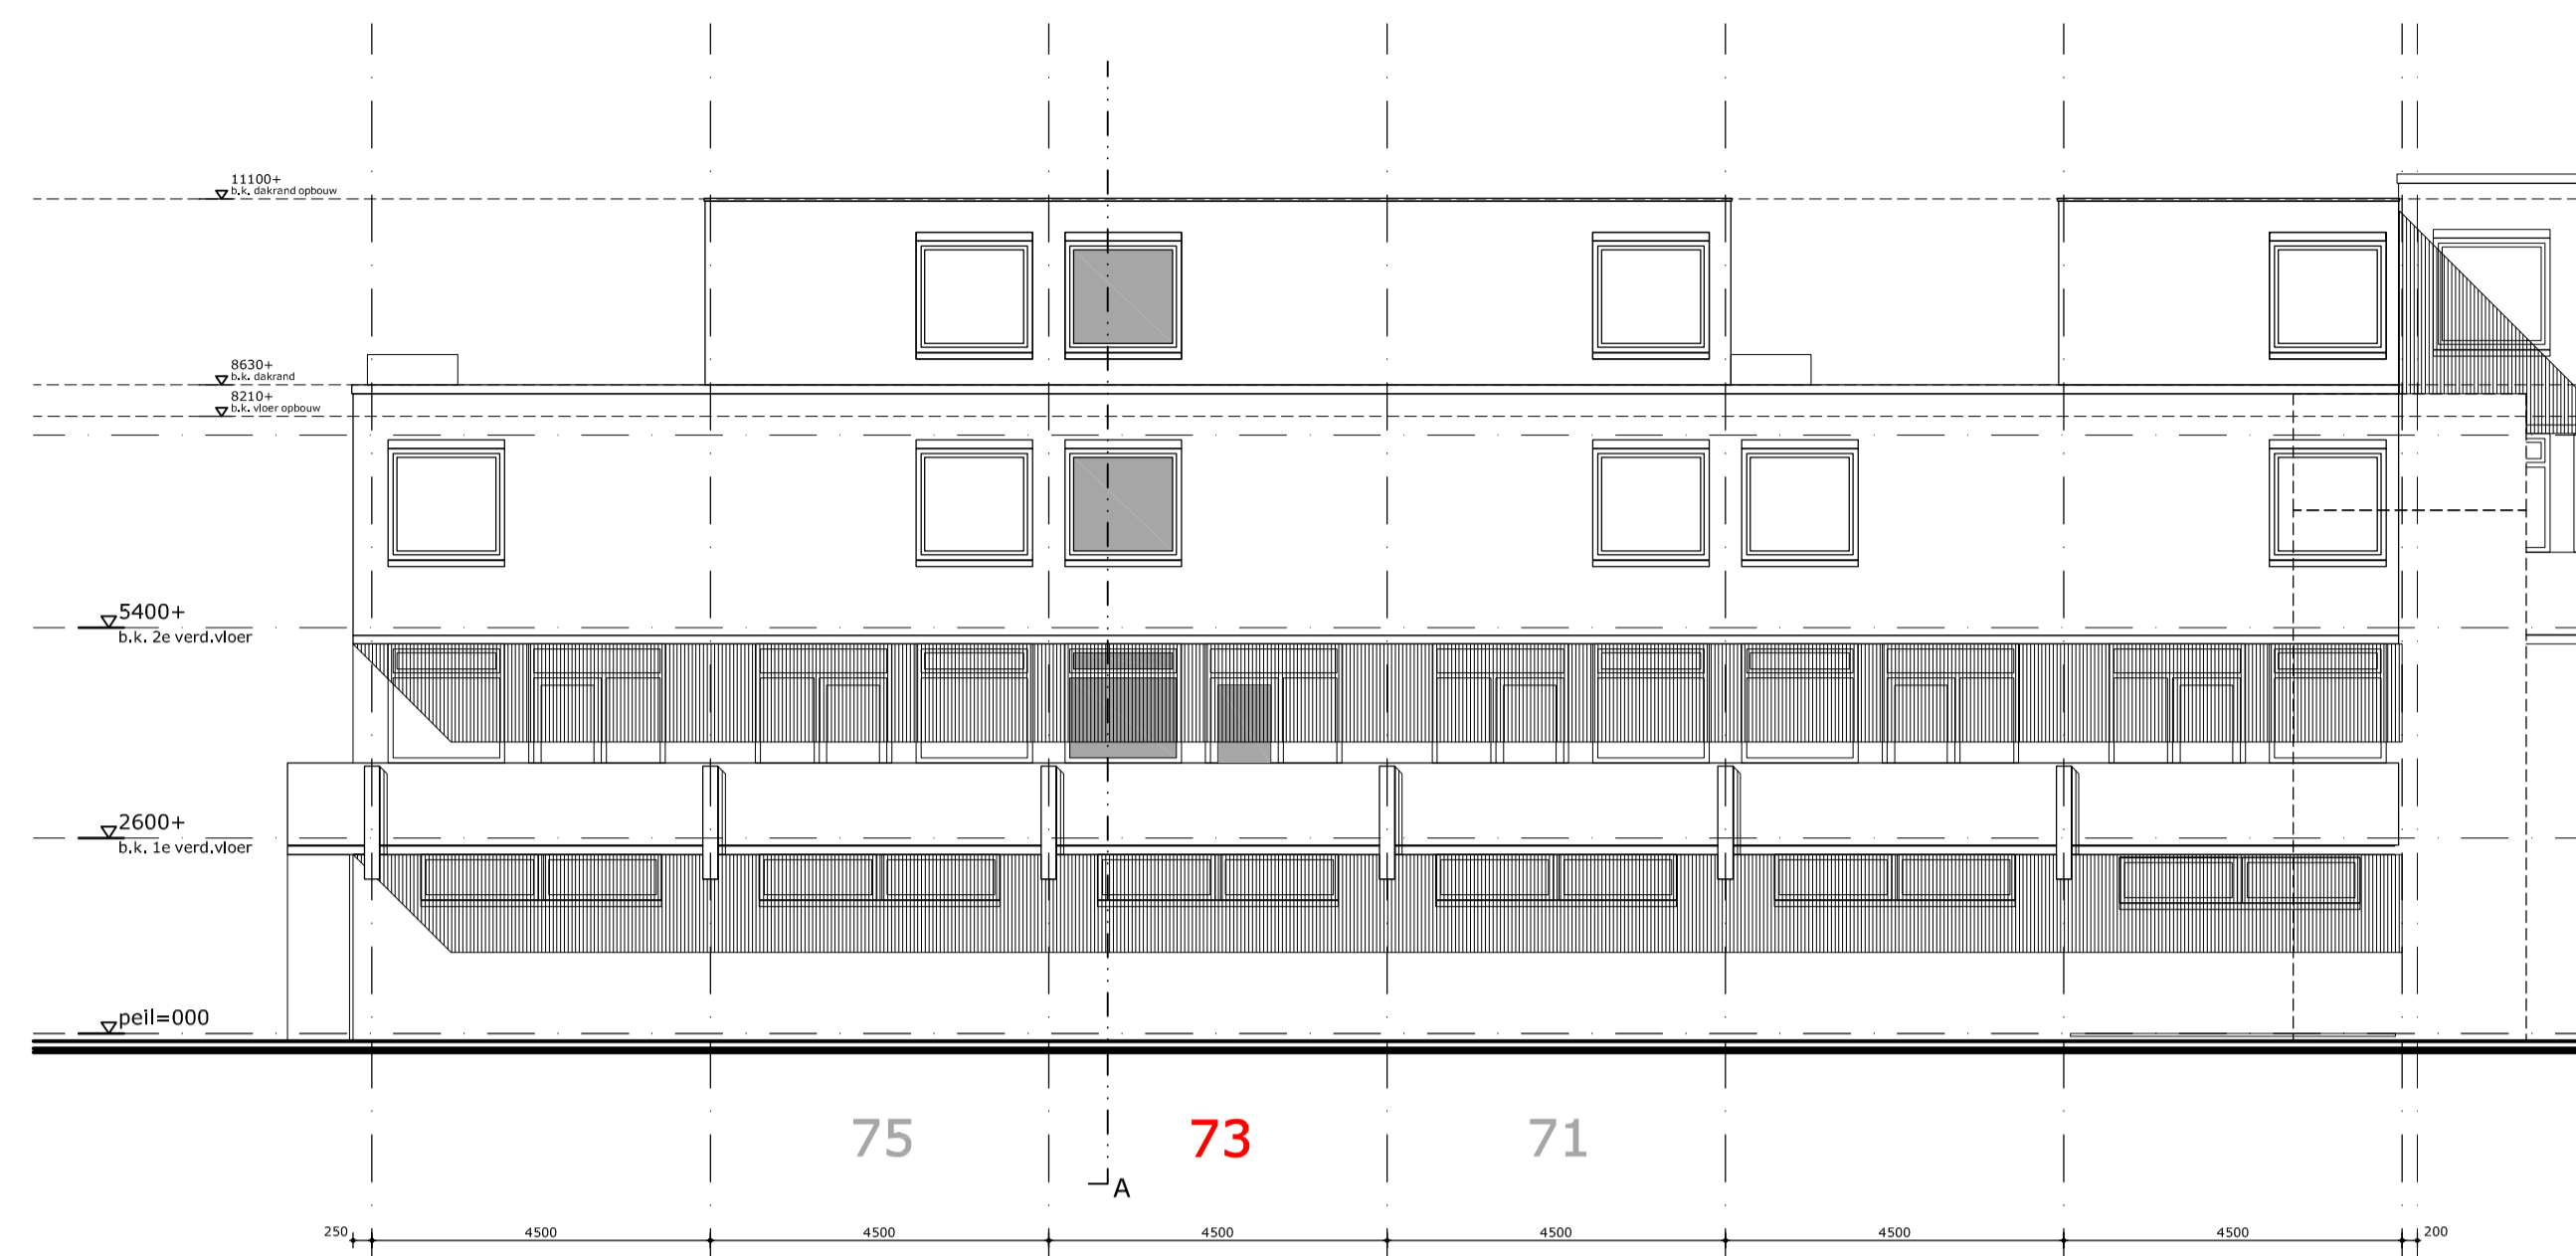 11100+
b.k. dakrand opbouw
8630+
b.k. dakrand
8210+
b.k. vloer opbouw
5400+
b.k. 2e verd.vloer
2600+
b.k. 1e verd.vloer
peil=000
75 73 71
A
250 4500 4500 4500 4500 4500 4500 200